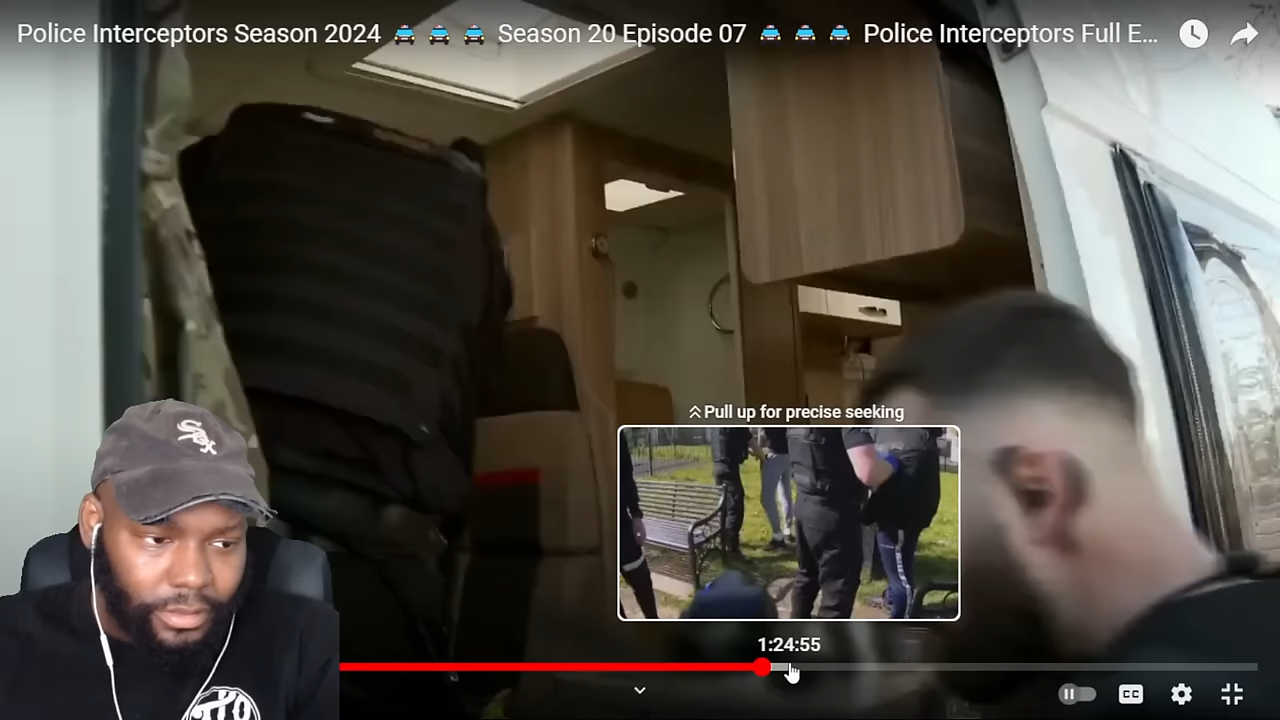 Police Interceptors Season 2024 🚔 🚔 🚔 Season 20 Episode 07 🚔 🚔 🚔 Police Interceptors Full E...
Pull up for precise seeking
1:24:55
Sox
CC